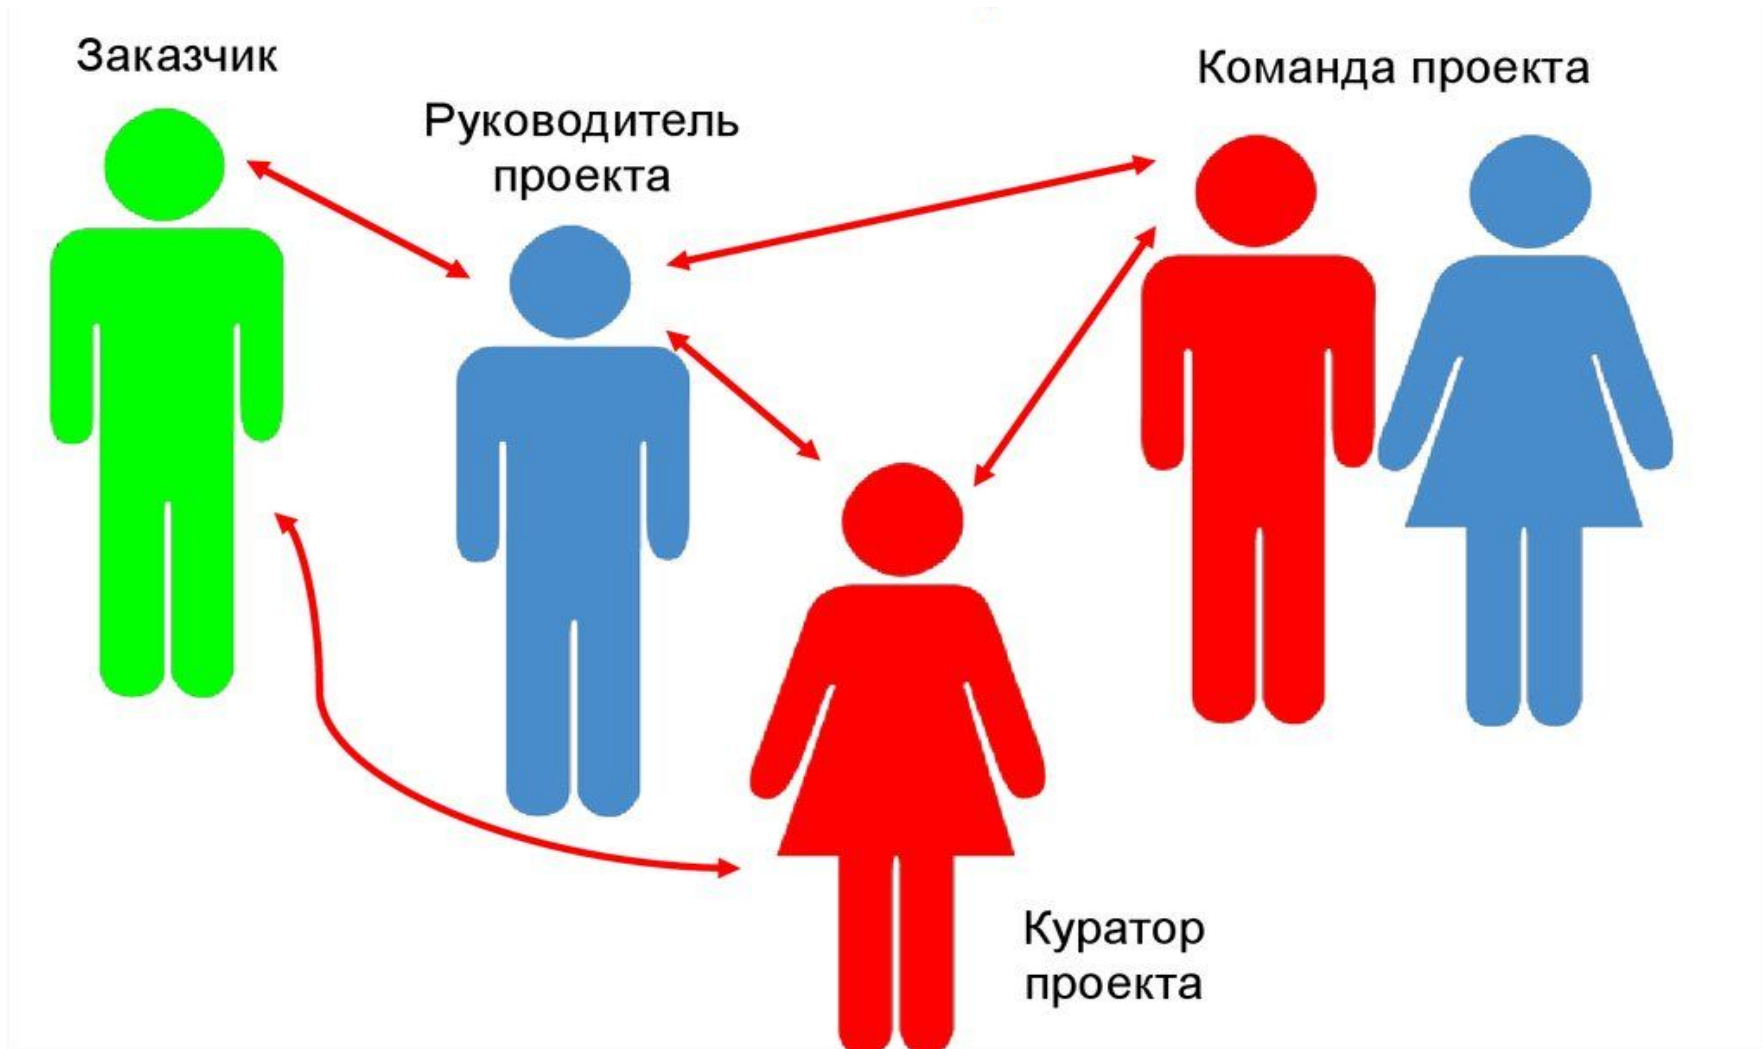 Заказчик
Руководитель
проекта
Команда проекта
Куратор
проекта